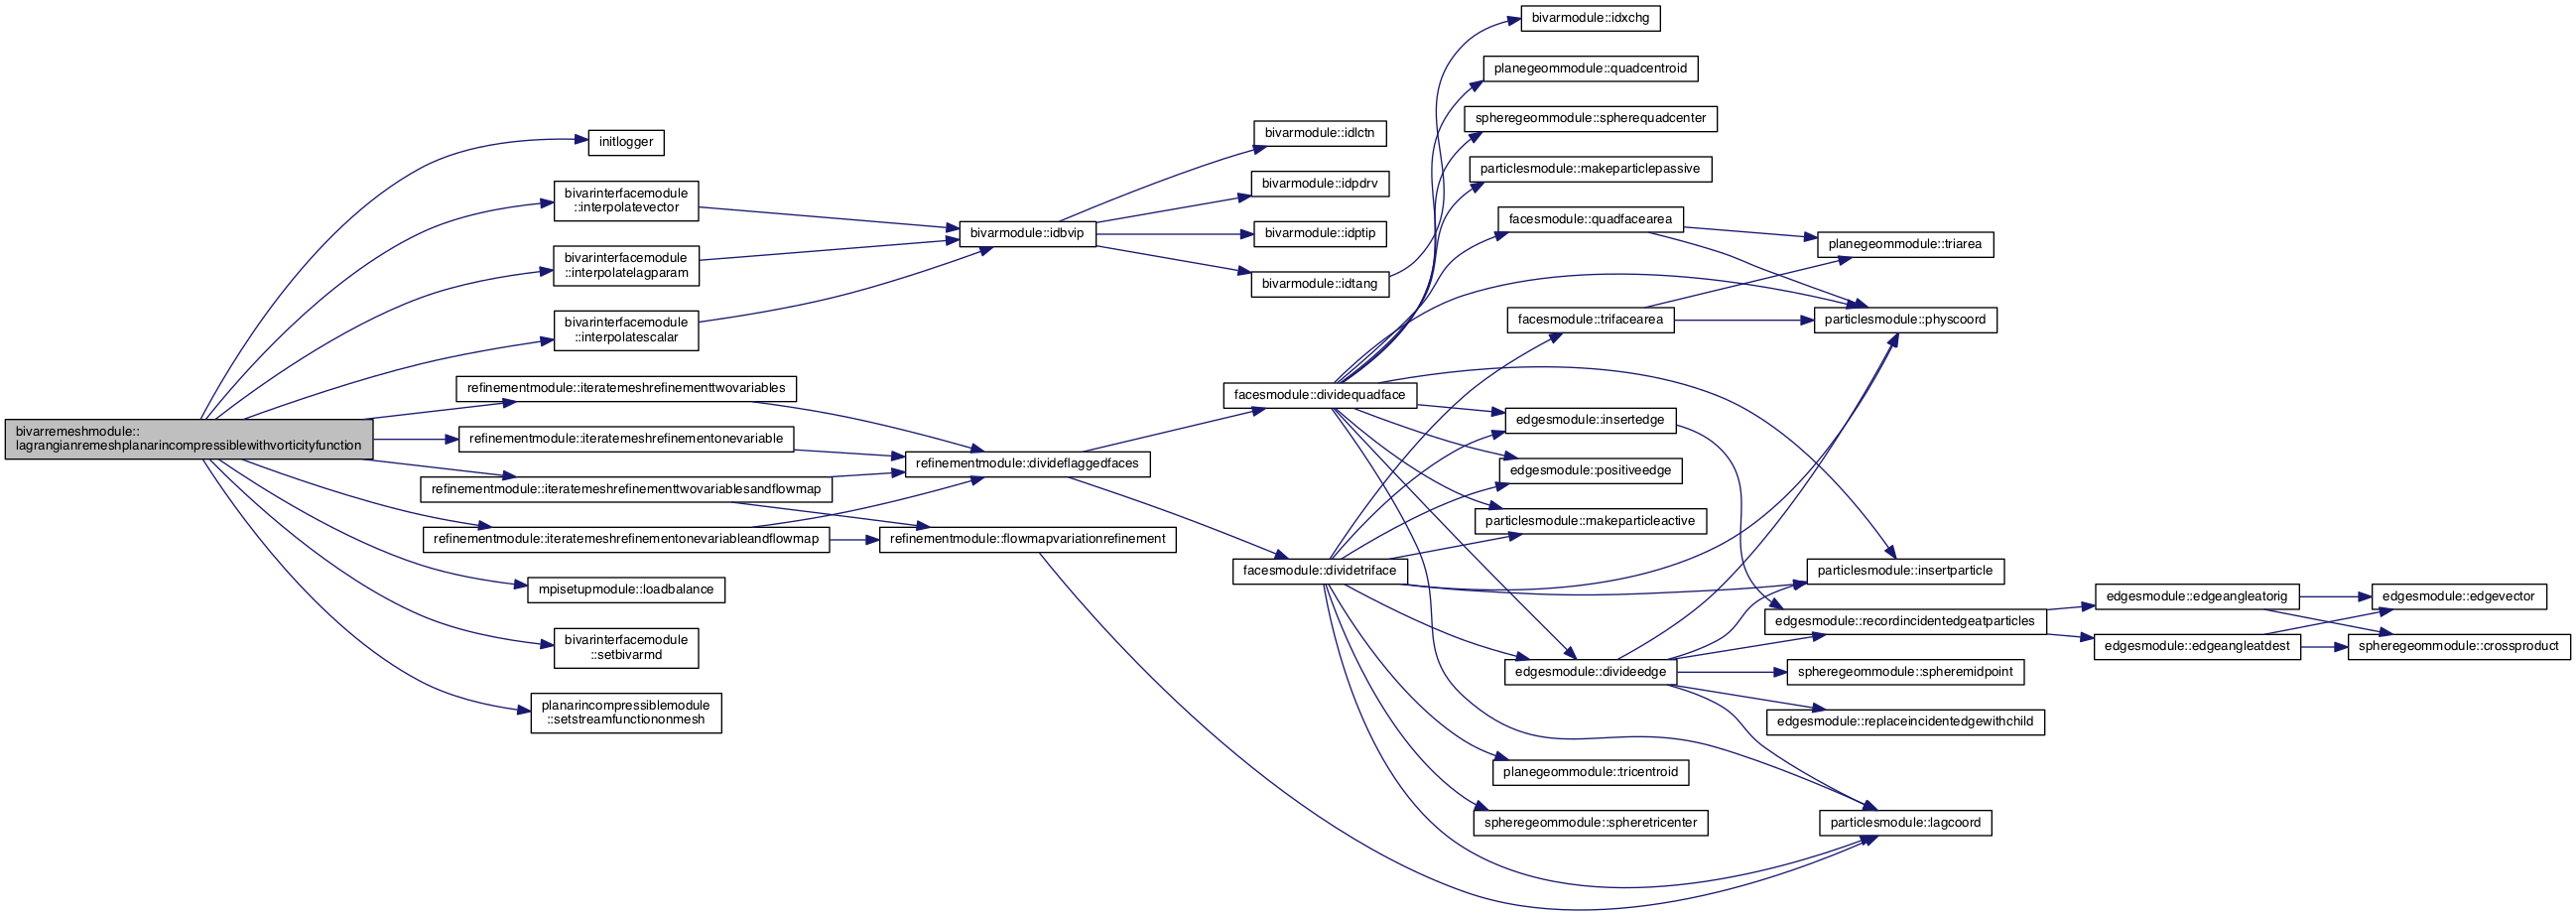 bivarremeshmodule::
lagrangianremeshplanarincompressiblewithvorticityfunction
initlogger
bivarinterfacemodule
::interpolatevector
bivarinterfacemodule
::interpolatelagparam
bivarinterfacemodule
::interpolatescalar
refinementmodule::iteratemeshrefinementtwovariables
refinementmodule::iteratemeshrefinementonevariable
refinementmodule::iteratemeshrefinementtwovariablesandflowmap
refinementmodule::iteratemeshrefinementonevariableandflowmap
mpisetupmodule::loadbalance
bivarinterfacemodule
::setbivarmd
planarincompressiblemodule
::setstreamfunctiononmesh
bivarmodule::idbvip
refinementmodule::divideflaggedfaces
refinementmodule::flowmapvariationrefinement
bivarmodule::idlctn
bivarmodule::idpdrv
bivarmodule::idptip
bivarmodule::idtang
facesmodule::dividequadface
facesmodule::dividetriface
bivarmodule::idxchg
planegeommodule::quadcentroid
spheregeommodule::spherequadcenter
particlesmodule::makeparticlepassive
facesmodule::quadfacearea
facesmodule::trifacearea
edgesmodule::insertedge
edgesmodule::positiveedge
particlesmodule::makeparticleactive
edgesmodule::divideedge
planegeommodule::tricentroid
spheregeommodule::spheretricenter
planegeommodule::triarea
particlesmodule::physcoord
particlesmodule::insertparticle
edgesmodule::recordincidentedgeatparticles
spheregeommodule::spheremidpoint
edgesmodule::replaceincidentedgewithchild
particlesmodule::lagcoord
edgesmodule::edgeangleatorig
edgesmodule::edgeangleatdest
edgesmodule::edgevector
spheregeommodule::crossproduct